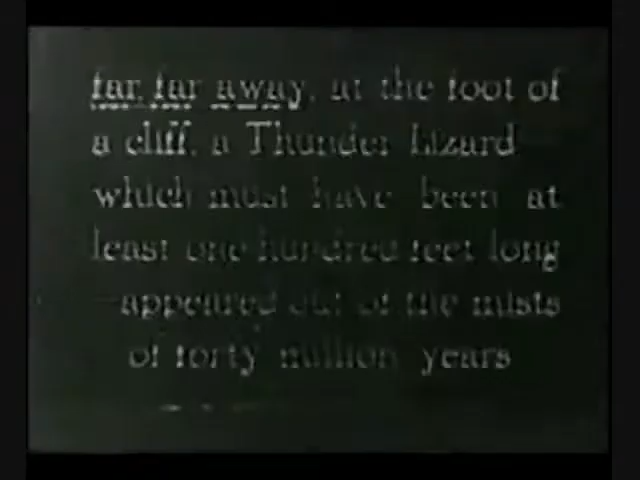 far, far away, at the foot of
a cliff, a Thunder Lizard
which must have been at
least one hundred feet long
appeared out of the mists
of forty million years